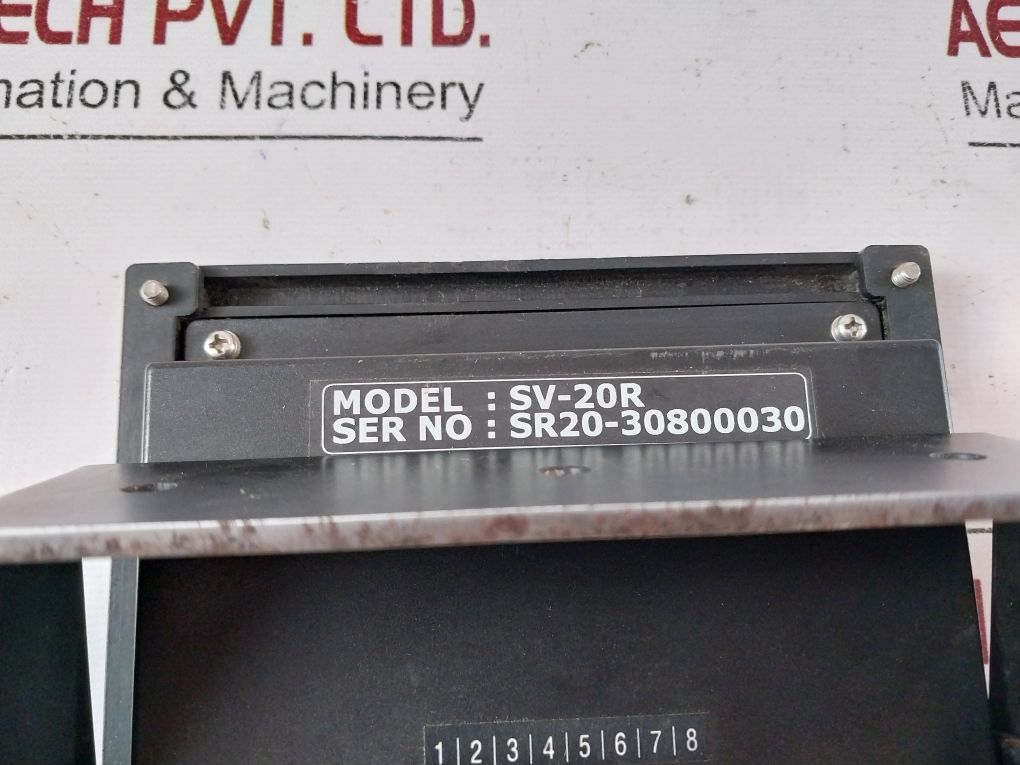 ECH PVT. LTD.
mation & Machinery
AE
Ma
MODEL : SV-20R
SER NO : SR20-30800030
1|2|3|4|5|6|7|8